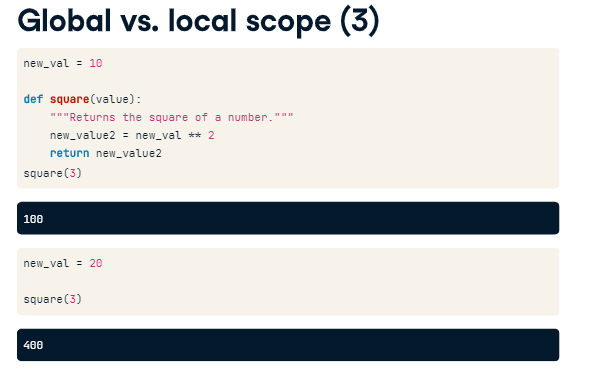 Global vs. local scope (3)
new_val = 10
def square(value):
    """Returns the square of a number."""
    new_value2 = new_val ** 2
    return new_value2
square(3)
100
new_val = 20
square(3)
400